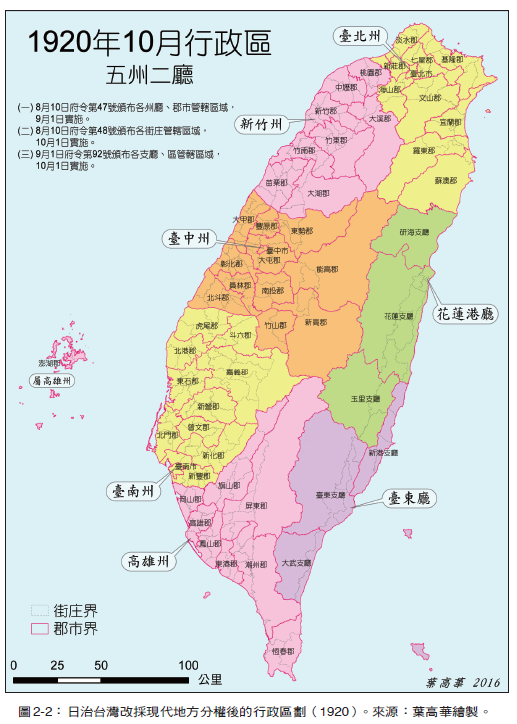 1920年10月行政區
五州二廳
(一) 8月10日府令第47號頒布各州廳、郡市管轄區域，
9月1日實施。
(二) 8月10日府令第48號頒布各街庄管轄區域，
10月1日實施。
(三) 9月1日府令第92號頒布各支廳、區管轄區域，
10月1日實施。
臺北州
淡水郡
七星郡
基隆郡
新莊郡
臺北市
桃園郡
海山郡
文山郡
中壢郡
新竹州
新竹郡
大溪郡
宜蘭郡
竹東郡
竹南郡
羅東郡
苗栗郡
大湖郡
蘇澳郡
大甲郡
豐原郡
東勢郡
研海支廳
臺中州
臺中市
大屯郡
彰化郡
能高郡
員林郡
南投郡
北斗郡
花蓮港廳
花蓮支廳
虎尾郡
斗六郡
竹山郡
新高郡
北港郡
澎湖郡
屬高雄州
東石郡
嘉義郡
玉里支廳
新營郡
曾文郡
北門郡
新化郡
新港支廳
臺南市
新豐郡
臺南州
旗山郡
岡山郡
屏東郡
臺東支廳
臺東廳
高雄郡
鳳山郡
高雄州
東港郡
潮州郡
大武支廳
恆春郡
街庄界
郡市界
0 25 50 100
公里
葉高華 2016
圖 2-2： 日治台灣改採現代地方分權後的行政區劃（1920）。來源：葉高華繪製。